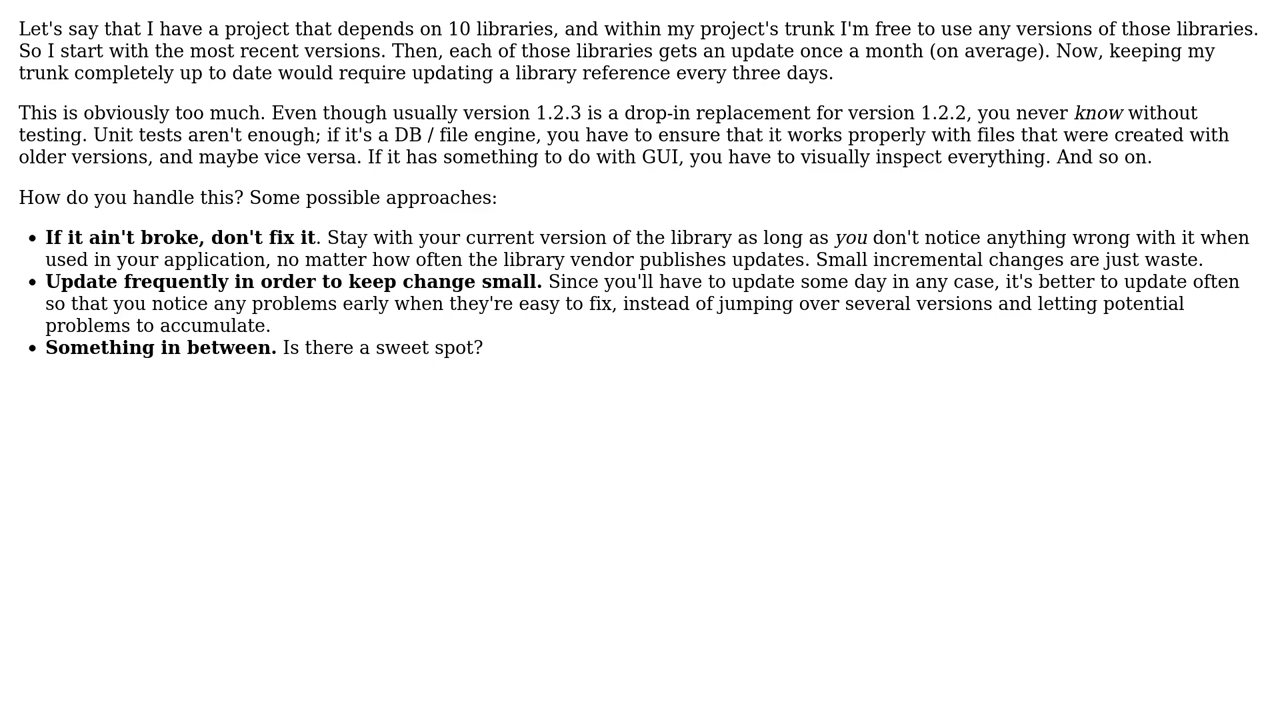 Let's say that I have a project that depends on 10 libraries, and within my project's trunk I'm free to use any versions of those libraries.
So I start with the most recent versions. Then, each of those libraries gets an update once a month (on average). Now, keeping my
trunk completely up to date would require updating a library reference every three days.
This is obviously too much. Even though usually version 1.2.3 is a drop-in replacement for version 1.2.2, you never know without
testing. Unit tests aren't enough; if it's a DB / file engine, you have to ensure that it works properly with files that were created with
older versions, and maybe vice versa. If it has something to do with GUI, you have to visually inspect everything. And so on.
How do you handle this? Some possible approaches:
• If it ain't broke, don't fix it. Stay with your current version of the library as long as you don't notice anything wrong with it when
used in your application, no matter how often the library vendor publishes updates. Small incremental changes are just waste.
• Update frequently in order to keep change small. Since you'll have to update some day in any case, it's better to update often
so that you notice any problems early when they're easy to fix, instead of jumping over several versions and letting potential
problems to accumulate.
• Something in between. Is there a sweet spot?